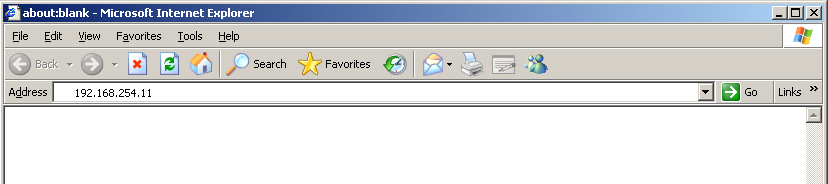 about:blank - Microsoft Internet Explorer
File Edit View Favorites Tools Help
Back Search Favorites
Address 192.168.254.11 Go Links »